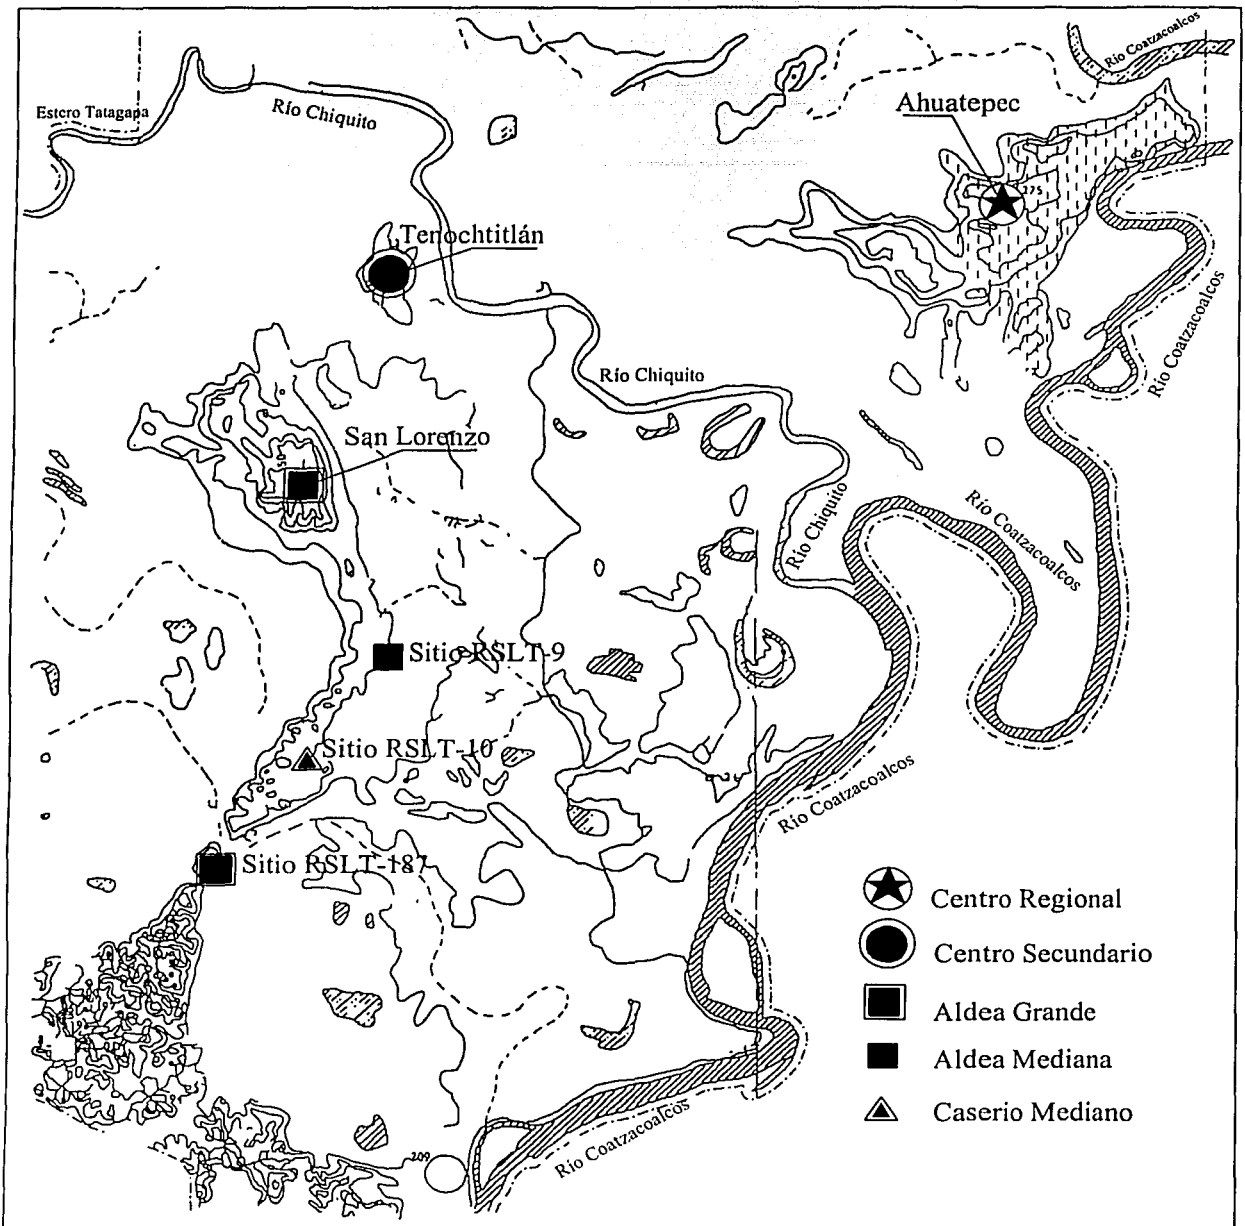 Río Coatzacoalcos
Ahuatepec
Estero Tatagapa
Río Chiquito
275
Tenochtitlán
Río Coatzacoalcos
Río Chiquito
San Lorenzo
Río Chiquito
Río Coatzacoalcos
Sitio RSLT-9
Sitio RSLT-10
Río Coatzacoalcos
Sitio RSLT-187
Centro Regional
Centro Secundario
Aldea Grande
Aldea Mediana
Caserio Mediano
Río Coatzacoalcos
209